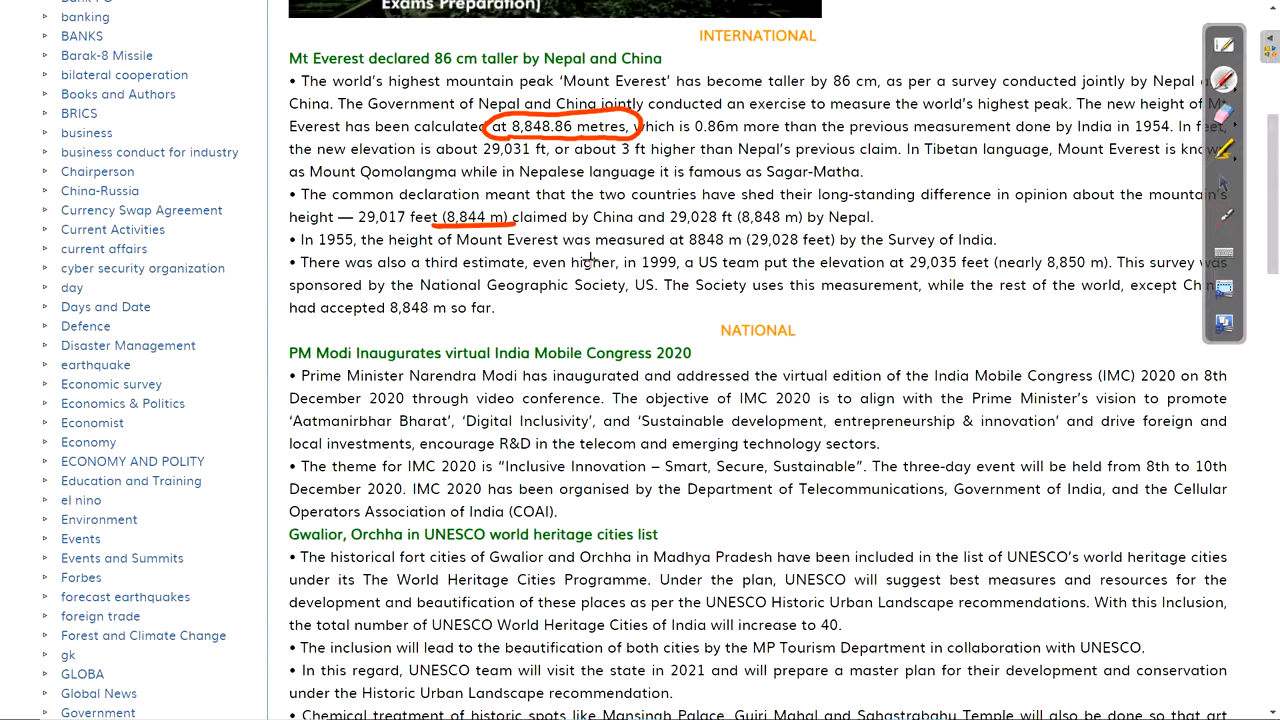 Exams Preparation)
banking
BANKS
Barak-8 Missile
bilateral cooperation
Books and Authors
BRICS
business
business conduct for industry
Chairperson
China-Russia
Currency Swap Agreement
Current Activities
current affairs
cyber security organization
day
Days and Date
Defence
Disaster Management
earthquake
Economic survey
Economics & Politics
Economist
Economy
ECONOMY AND POLITY
Education and Training
el nino
Environment
Events
Events and Summits
Forbes
forecast earthquakes
foreign trade
Forest and Climate Change
gk
GLOBA
Global News
Government
INTERNATIONAL
Mt Everest declared 86 cm taller by Nepal and China
• The world's highest mountain peak 'Mount Everest' has become taller by 86 cm, as per a survey conducted jointly by Nepal
China. The Government of Nepal and China jointly conducted an exercise to measure the world's highest peak. The new height of Mt
Everest has been calculated at 8,848.86 metres, which is 0.86m more than the previous measurement done by India in 1954. In feet,
the new elevation is about 29,031 ft, or about 3 ft higher than Nepal's previous claim. In Tibetan language, Mount Everest is known
as Mount Qomolangma while in Nepalese language it is famous as Sagar-Matha.
• The common declaration meant that the two countries have shed their long-standing difference in opinion about the mountain's
height — 29,017 feet (8,844 m) claimed by China and 29,028 ft (8,848 m) by Nepal.
• In 1955, the height of Mount Everest was measured at 8848 m (29,028 feet) by the Survey of India.
• There was also a third estimate, even higher, in 1999, a US team put the elevation at 29,035 feet (nearly 8,850 m). This survey was
sponsored by the National Geographic Society, US. The Society uses this measurement, while the rest of the world, except China
had accepted 8,848 m so far.
NATIONAL
PM Modi Inaugurates virtual India Mobile Congress 2020
• Prime Minister Narendra Modi has inaugurated and addressed the virtual edition of the India Mobile Congress (IMC) 2020 on 8th
December 2020 through video conference. The objective of IMC 2020 is to align with the Prime Minister's vision to promote
'Aatmanirbhar Bharat', 'Digital Inclusivity', and 'Sustainable development, entrepreneurship & innovation' and drive foreign and
local investments, encourage R&D in the telecom and emerging technology sectors.
• The theme for IMC 2020 is "Inclusive Innovation – Smart, Secure, Sustainable". The three-day event will be held from 8th to 10th
December 2020. IMC 2020 has been organised by the Department of Telecommunications, Government of India, and the Cellular
Operators Association of India (COAI).
Gwalior, Orchha in UNESCO world heritage cities list
• The historical fort cities of Gwalior and Orchha in Madhya Pradesh have been included in the list of UNESCO's world heritage cities
under its The World Heritage Cities Programme. Under the plan, UNESCO will suggest best measures and resources for the
development and beautification of these places as per the UNESCO Historic Urban Landscape recommendations. With this Inclusion,
the total number of UNESCO World Heritage Cities of India will increase to 40.
• The inclusion will lead to the beautification of both cities by the MP Tourism Department in collaboration with UNESCO.
• In this regard, UNESCO team will visit the state in 2021 and will prepare a master plan for their development and conservation
under the Historic Urban Landscape recommendation.
• Chemical treatment of historic spots like Mansingh Palace, Gujri Mahal and Sahastrabahu Temple will also be done so that art